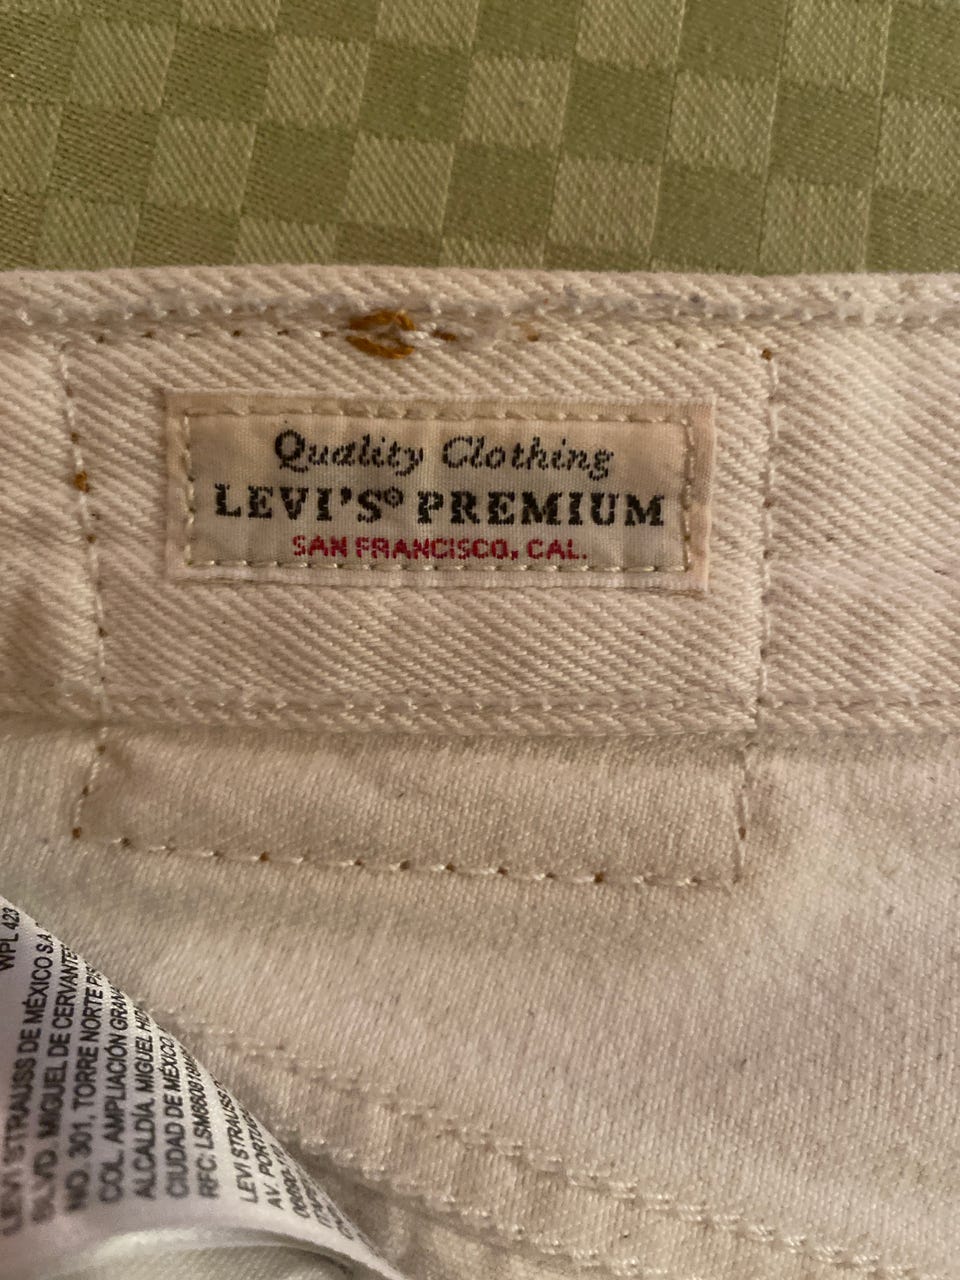 Quality Clothing
LEVI'S® PREMIUM
SAN FRANCISCO, CAL.
WPL 423
LEVI STRAUSS DE MÉXICO S.A.
BLVD. MIGUEL DE CERVANTES
NO. 301, TORRE NORTE
COL. AMPLIACIÓN
ALCALDÍA. MIGUEL
CIUDAD DE MÉXICO
RFC:
LEVI STRAUSS
AV.